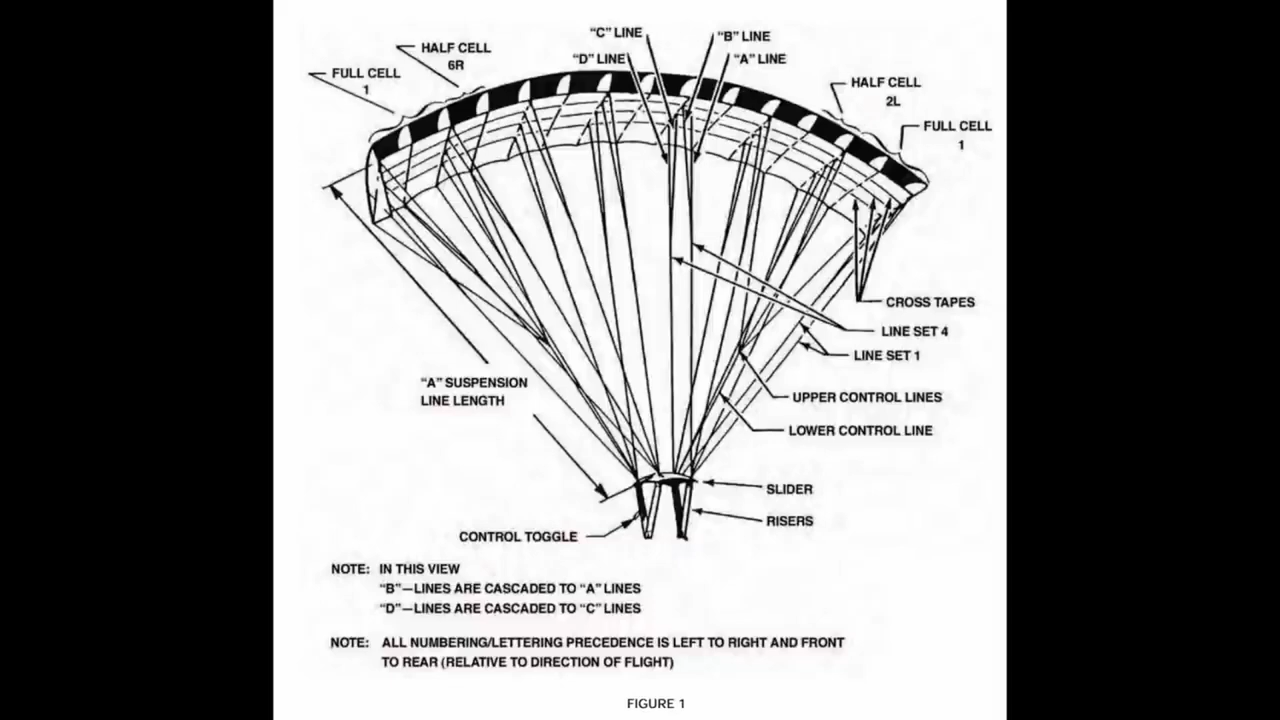 "C" LINE
"B" LINE
HALF CELL
6R
"D" LINE
"A" LINE
FULL CELL
1
HALF CELL
2L
FULL CELL
1
CROSS TAPES
LINE SET 4
LINE SET 1
"A" SUSPENSION
LINE LENGTH
UPPER CONTROL LINES
LOWER CONTROL LINE
SLIDER
RISERS
CONTROL TOGGLE
NOTE: IN THIS VIEW
"B"—LINES ARE CASCADED TO "A" LINES
"D"—LINES ARE CASCADED TO "C" LINES
NOTE: ALL NUMBERING/LETTERING PRECEDENCE IS LEFT TO RIGHT AND FRONT
TO REAR (RELATIVE TO DIRECTION OF FLIGHT)
FIGURE 1